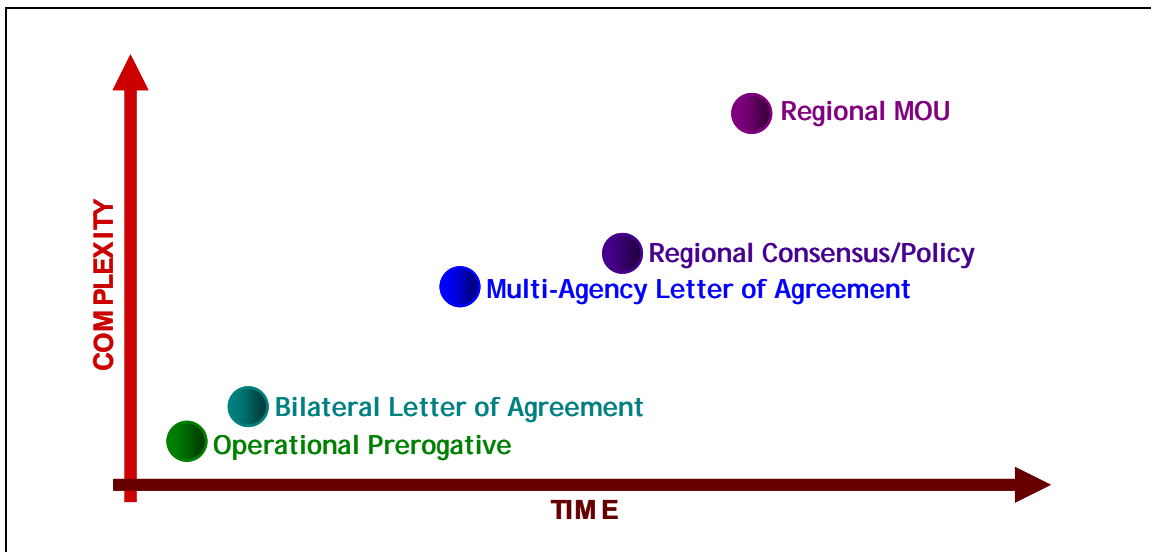 Regional MOU
Regional Consensus/Policy
Multi-Agency Letter of Agreement
Bilateral Letter of Agreement
Operational Prerogative
COMPLEXITY
TIME